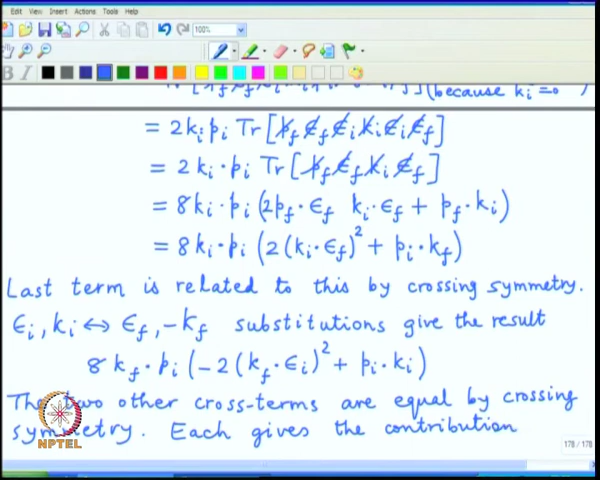 Edit View Insert Actions Tools Help
100%
B I
(because kᵢ²=0)
= 2kᵢ·pᵢ Tr[p̸_f ε̸_f ε̸ᵢ k̸ᵢ ε̸ᵢ ε̸_f]
= 2kᵢ·pᵢ Tr[p̸_f ε̸_f k̸ᵢ ε̸_f]
= 8kᵢ·pᵢ (2p_f·ε_f kᵢ·ε_f + p_f·kᵢ)
= 8kᵢ·pᵢ (2(kᵢ·ε_f)² + pᵢ·k_f)
Last term is related to this by crossing symmetry.
εᵢ, kᵢ ↔ ε_f, -k_f substitutions give the result
8k_f·pᵢ (-2(k_f·εᵢ)² + pᵢ·kᵢ)
The two other cross-terms are equal by crossing
symmetry. Each gives the contribution
NPTEL
178 / 178